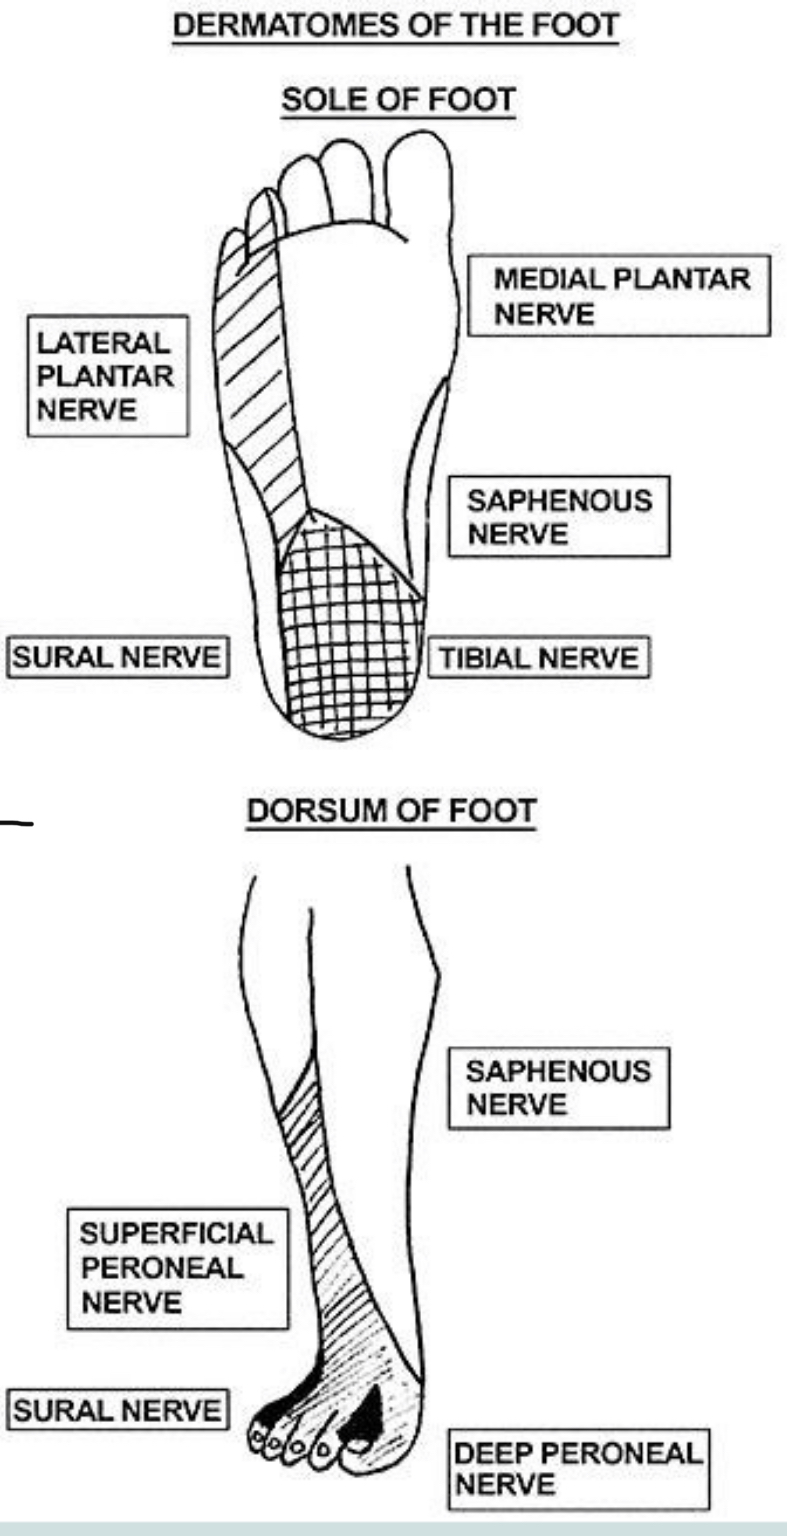 DERMATOMES OF THE FOOT
SOLE OF FOOT
MEDIAL PLANTAR
NERVE
LATERAL
PLANTAR
NERVE
SAPHENOUS
NERVE
SURAL NERVE
TIBIAL NERVE
DORSUM OF FOOT
SAPHENOUS
NERVE
SUPERFICIAL
PERONEAL
NERVE
SURAL NERVE
DEEP PERONEAL
NERVE